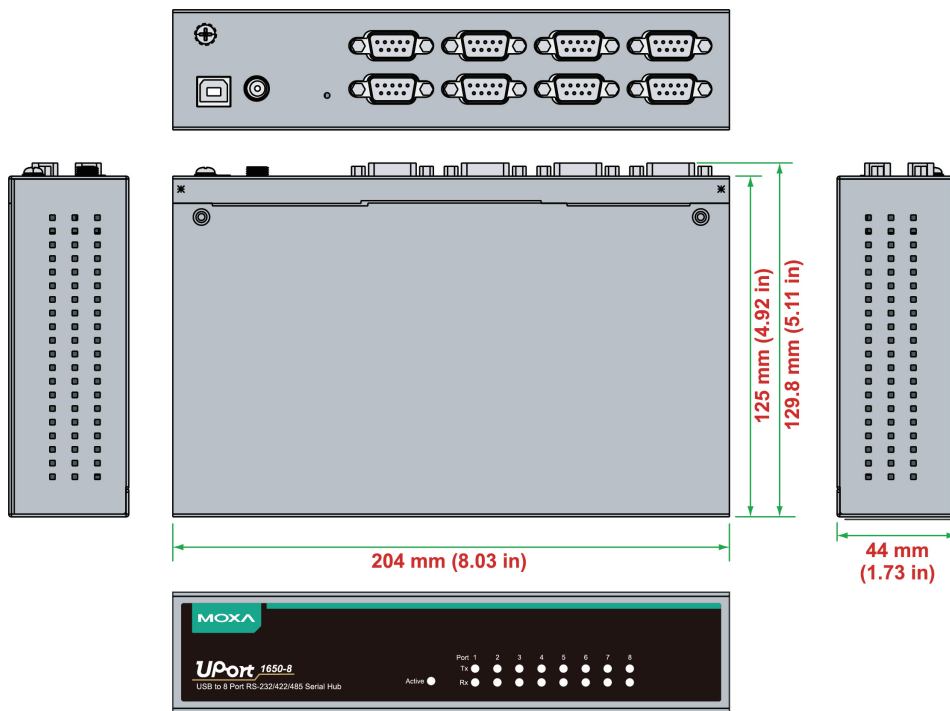 125 mm (4.92 in)
129.8 mm (5.11 in)
204 mm (8.03 in)
44 mm
(1.73 in)
MOXA
UPort 1650-8
USB to 8 Port RS-232/422/485 Serial Hub
Active
Port 1 2 3 4 5 6 7 8
Tx
Rx